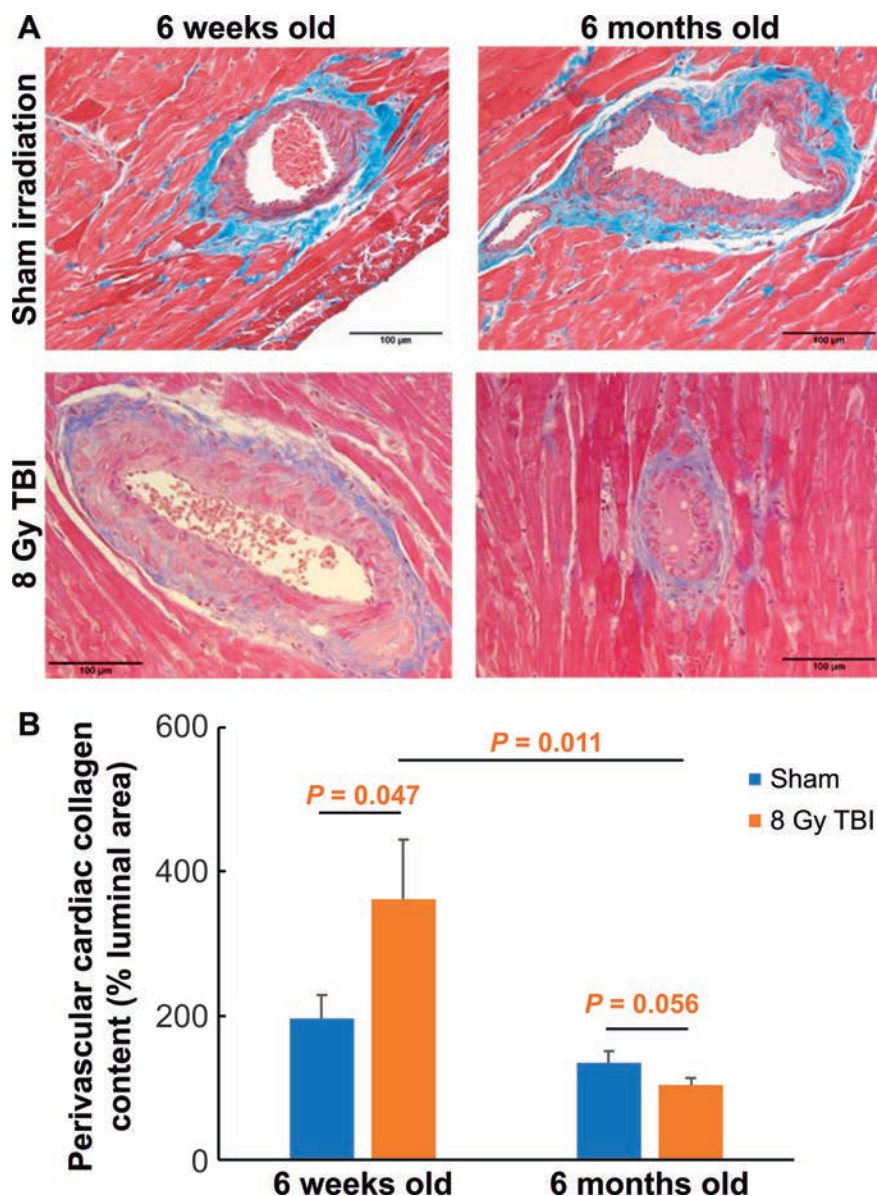 A
6 weeks old
6 months old
Sham irradiation
100 µm
100 µm
8 Gy TBI
100 µm
100 µm
B
Perivascular cardiac collagen
content (% luminal area)
600
400
200
0
P = 0.011
P = 0.047
P = 0.056
Sham
8 Gy TBI
6 weeks old
6 months old